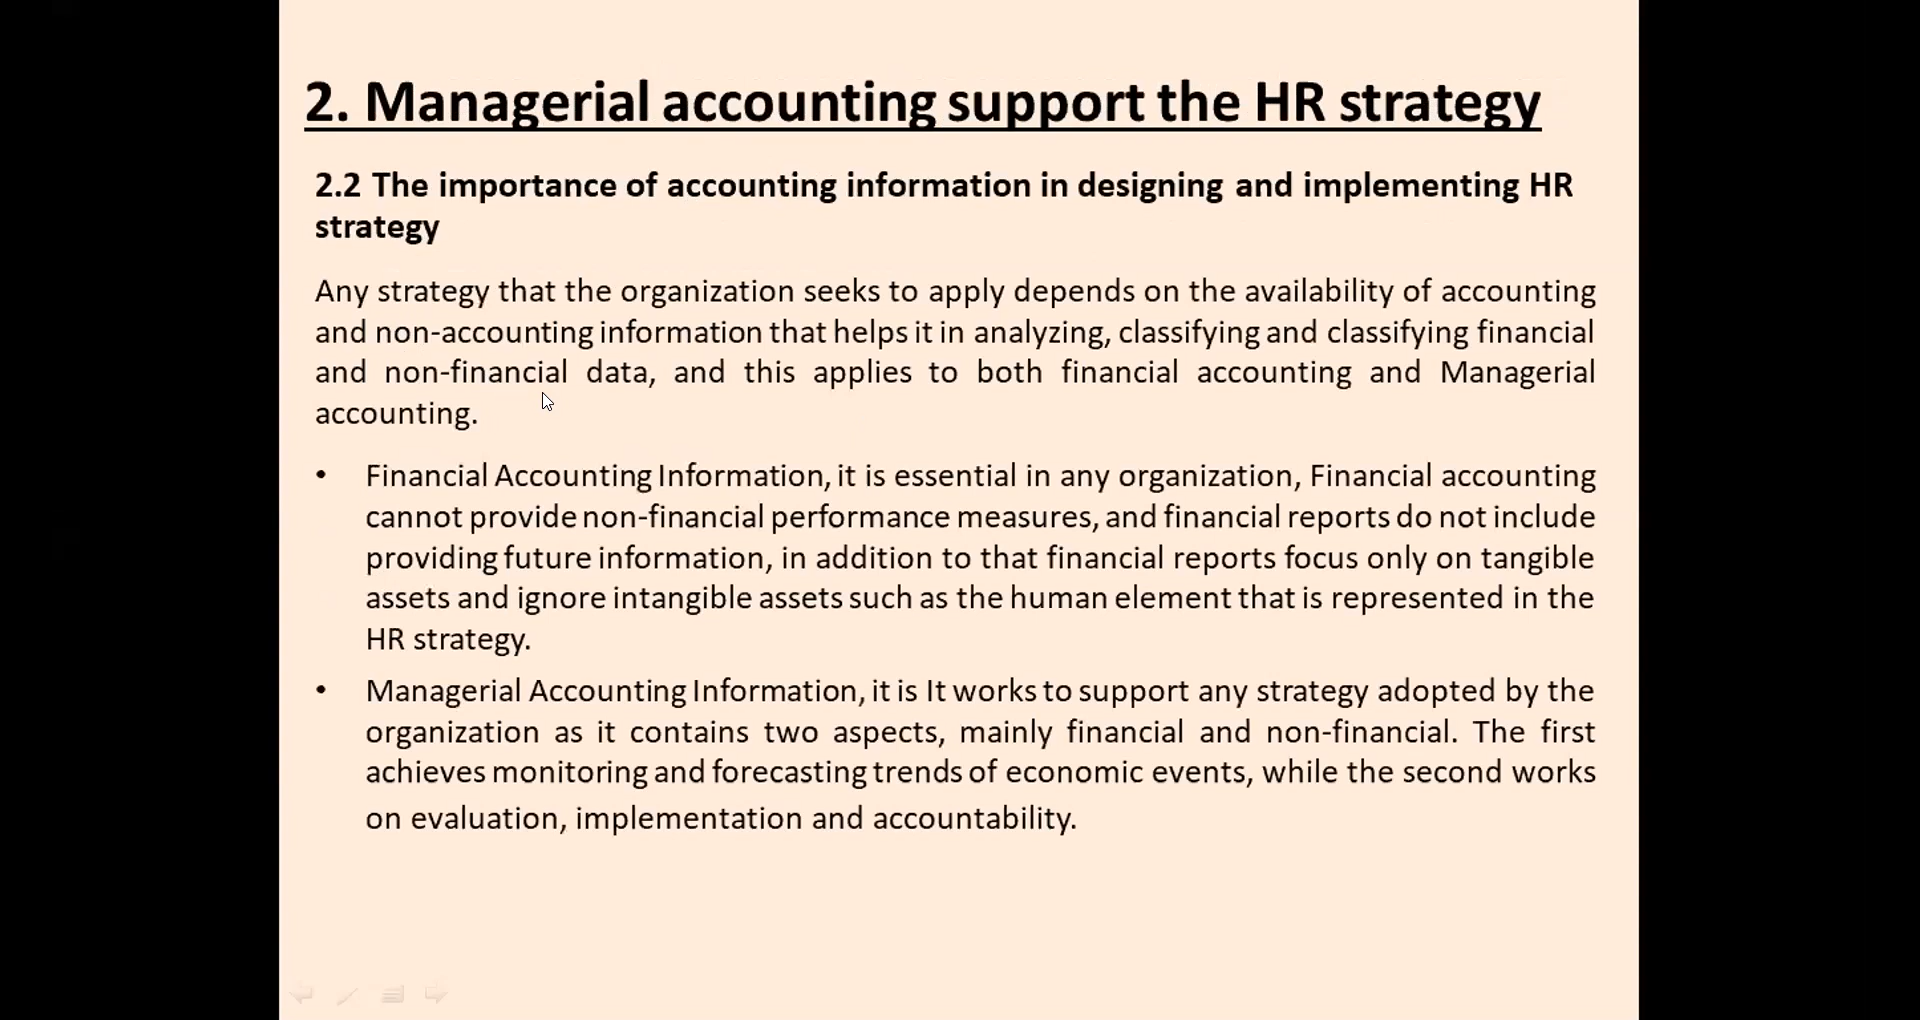 2. Managerial accounting support the HR strategy
2.2 The importance of accounting information in designing and implementing HR
strategy
Any strategy that the organization seeks to apply depends on the availability of accounting
and non-accounting information that helps it in analyzing, classifying and classifying financial
and non-financial data, and this applies to both financial accounting and Managerial
accounting.
• Financial Accounting Information, it is essential in any organization, Financial accounting
cannot provide non-financial performance measures, and financial reports do not include
providing future information, in addition to that financial reports focus only on tangible
assets and ignore intangible assets such as the human element that is represented in the
HR strategy.
• Managerial Accounting Information, it is It works to support any strategy adopted by the
organization as it contains two aspects, mainly financial and non-financial. The first
achieves monitoring and forecasting trends of economic events, while the second works
on evaluation, implementation and accountability.